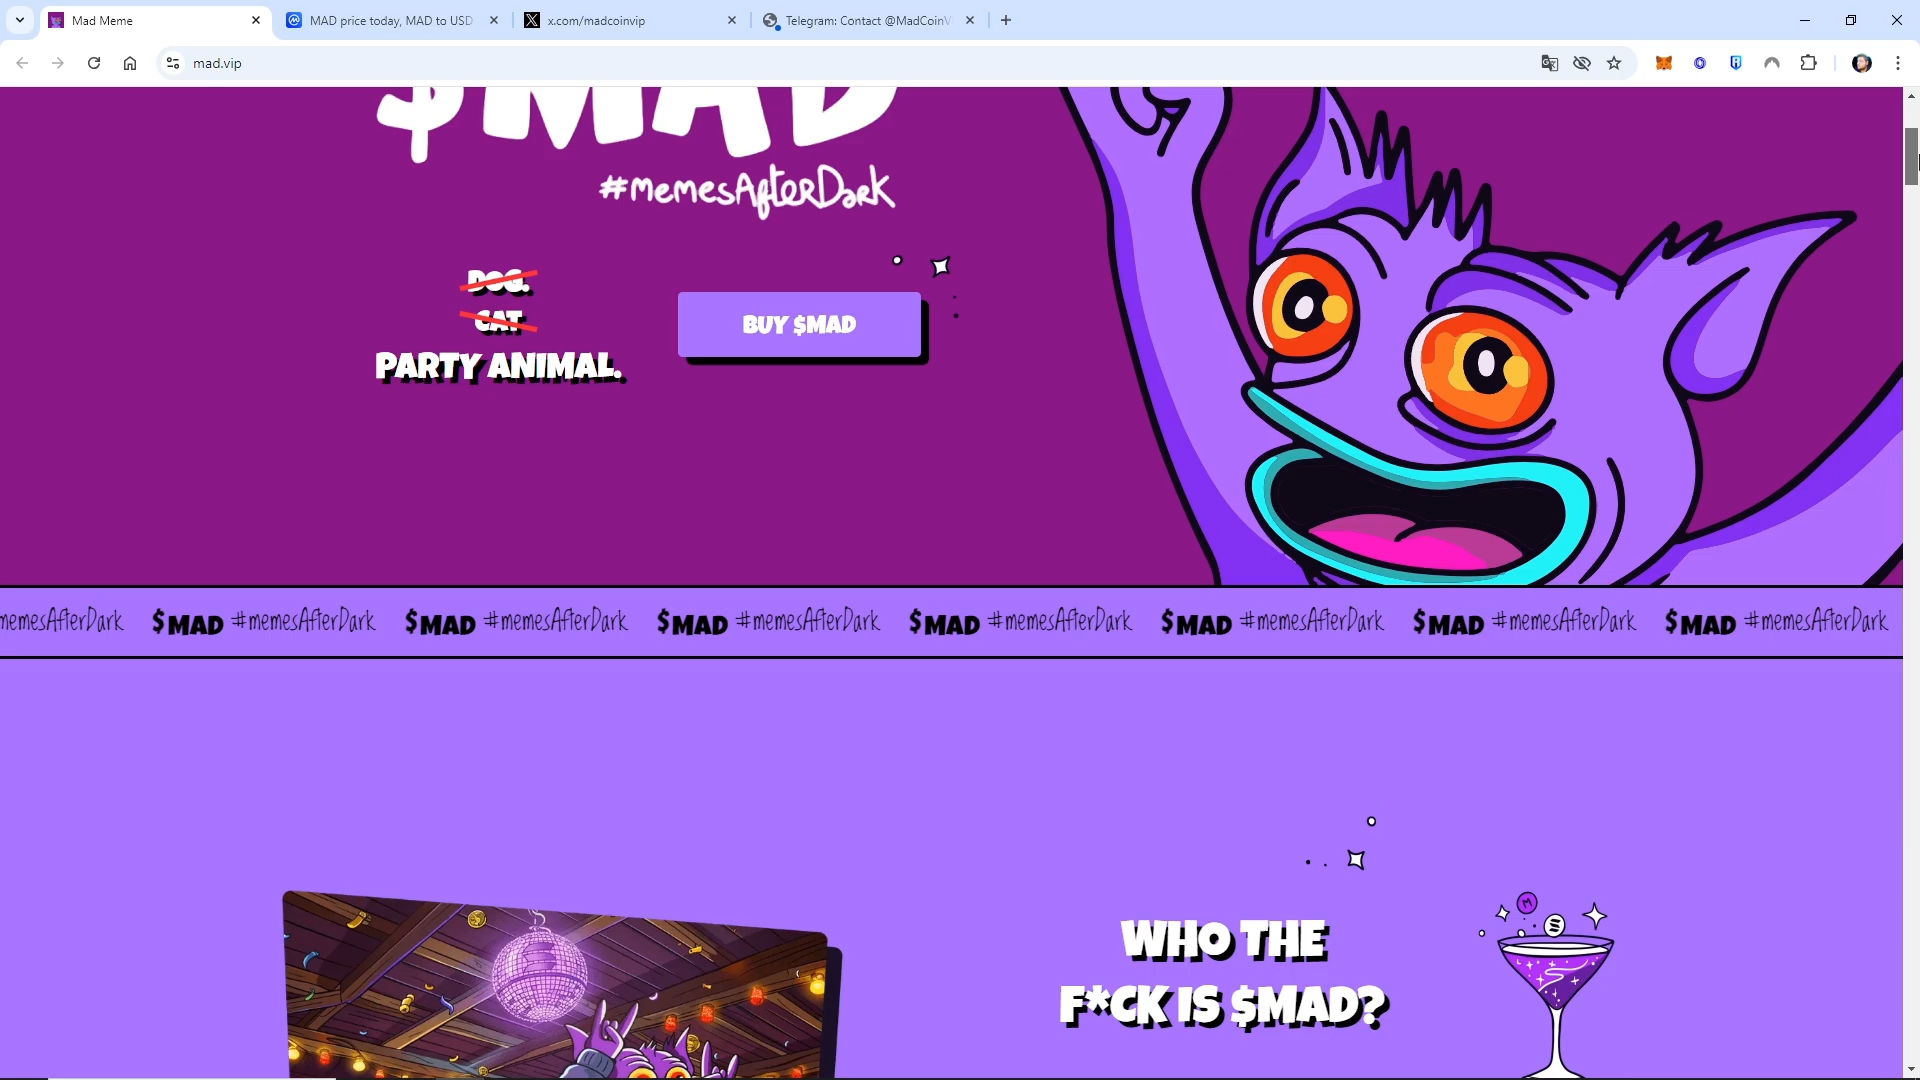 Mad Meme
MAD price today, MAD to USD
x.com/madcoinvip
Telegram: Contact @MadCoinV
mad.vip
$MAD
#memesAfterDark
DOG.
CAT
PARTY ANIMAL.
BUY $MAD
memesAfterDark $MAD #memesAfterDark $MAD #memesAfterDark $MAD #memesAfterDark $MAD #memesAfterDark $MAD #memesAfterDark $MAD #memesAfterDark $MAD #memesAfterDark
WHO THE
F*CK IS $MAD?
M